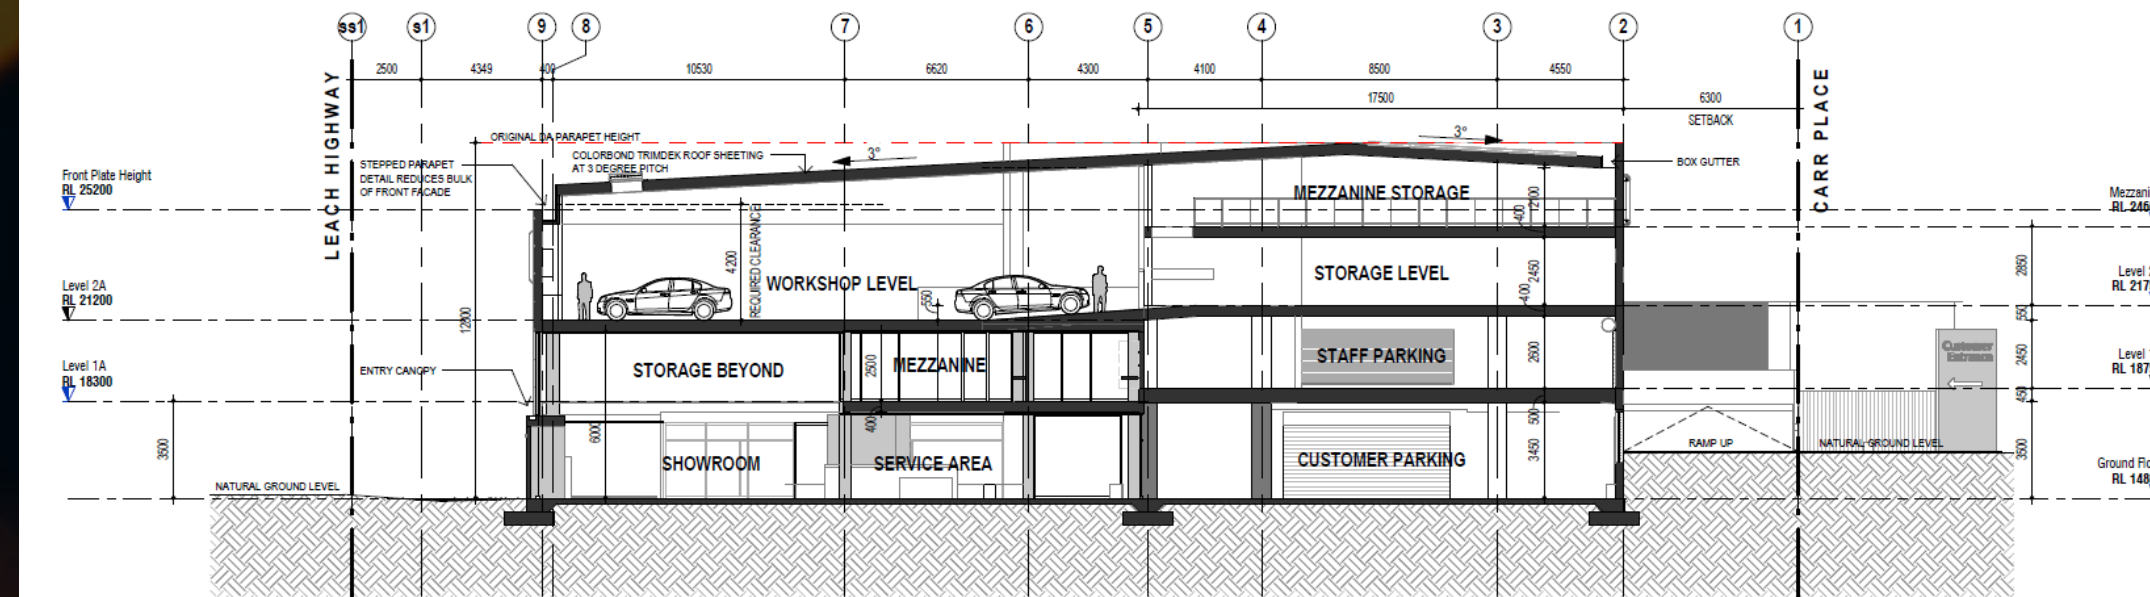 ss1 s1 9 8 7 6 5 4 3 2 1
2500 4349 400 10530 6620 4300 4100 8500 4550
17500 6300
SETBACK
LEACH HIGHWAY
CARR PLACE
ORIGINAL DA PARAPET HEIGHT
3°
3°
STEPPED PARAPET
DETAIL REDUCES BULK
OF FRONT FACADE
COLORBOND TRIMDEK ROOF SHEETING
AT 3 DEGREE PITCH
BOX GUTTER
Front Plate Height
RL 25200
MEZZANINE STORAGE
2100
400
4200
REQUIRED CLEARANCE
WORKSHOP LEVEL
550
STORAGE LEVEL
2450
400
2850
Level 2A
RL 21200
12800
550
STORAGE BEYOND
MEZZANINE
2500
STAFF PARKING
2600
2450
Customer
Entrance
Level 1A
RL 18300
ENTRY CANOPY
450
3500
6000
400
500
SHOWROOM
SERVICE AREA
CUSTOMER PARKING
3450
RAMP UP
NATURAL GROUND LEVEL
3500
NATURAL GROUND LEVEL